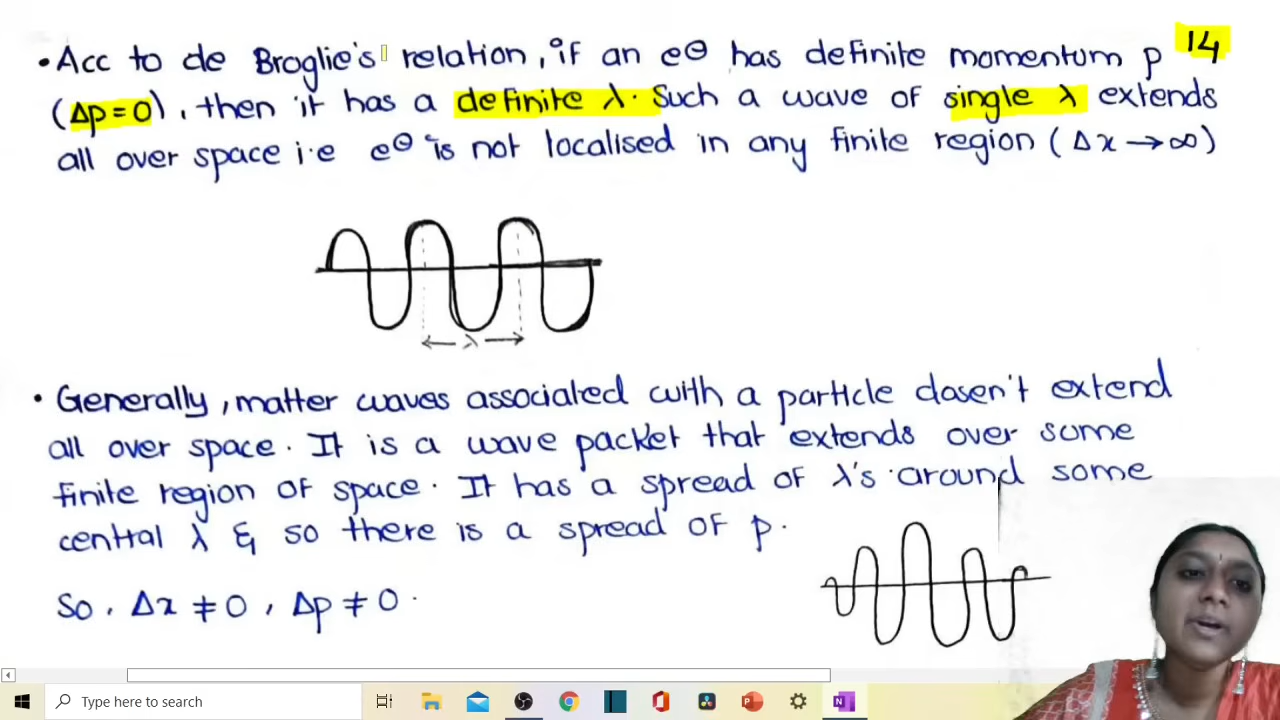 14
• Acc to de Broglie's relation, if an e⊖ has definite momentum p
(Δp = 0), then it has a definite λ. Such a wave of single λ extends
all over space i.e e⊖ is not localised in any finite region (Δx → ∞)
← λ →
• Generally, matter waves associated with a particle dosen't extend
all over space. It is a wave packet that extends over some
finite region of space. It has a spread of λ's around some
central λ & so there is a spread of p.
So, Δx ≠ 0, Δp ≠ 0.
Type here to search